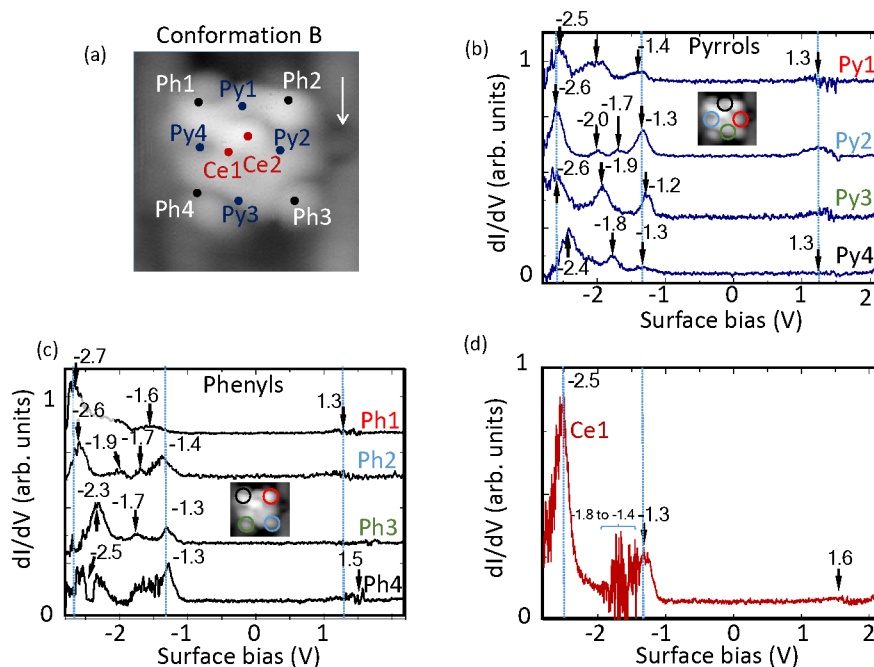 Conformation B
(a)
Ph1
Py1
Ph2
Py4
Py2
Ce1
Ce2
Ph4
Py3
Ph3
(b)
Pyrrols
1
0
dI/dV (arb. units)
-2.5
-1.4
1.3
Py1
-2.6
-2.0
-1.7
-1.3
Py2
-2.6
-1.9
-1.2
Py3
-2.4
-1.8
-1.3
1.3
Py4
-2
-1
0
1
2
Surface bias (V)
(c)
Phenyls
1
0
dI/dV (arb. units)
-2.7
-1.6
1.3
Ph1
-2.6
-1.9
-1.7
-1.4
Ph2
-2.3
-1.7
-1.3
Ph3
-2.5
-1.3
1.5
Ph4
-2
-1
0
1
Surface bias (V)
(d)
1
0
dI/dV (arb. units)
-2.5
Ce1
-1.8 to -1.4
-1.3
1.6
-2
-1
0
1
2
Surface bias (V)